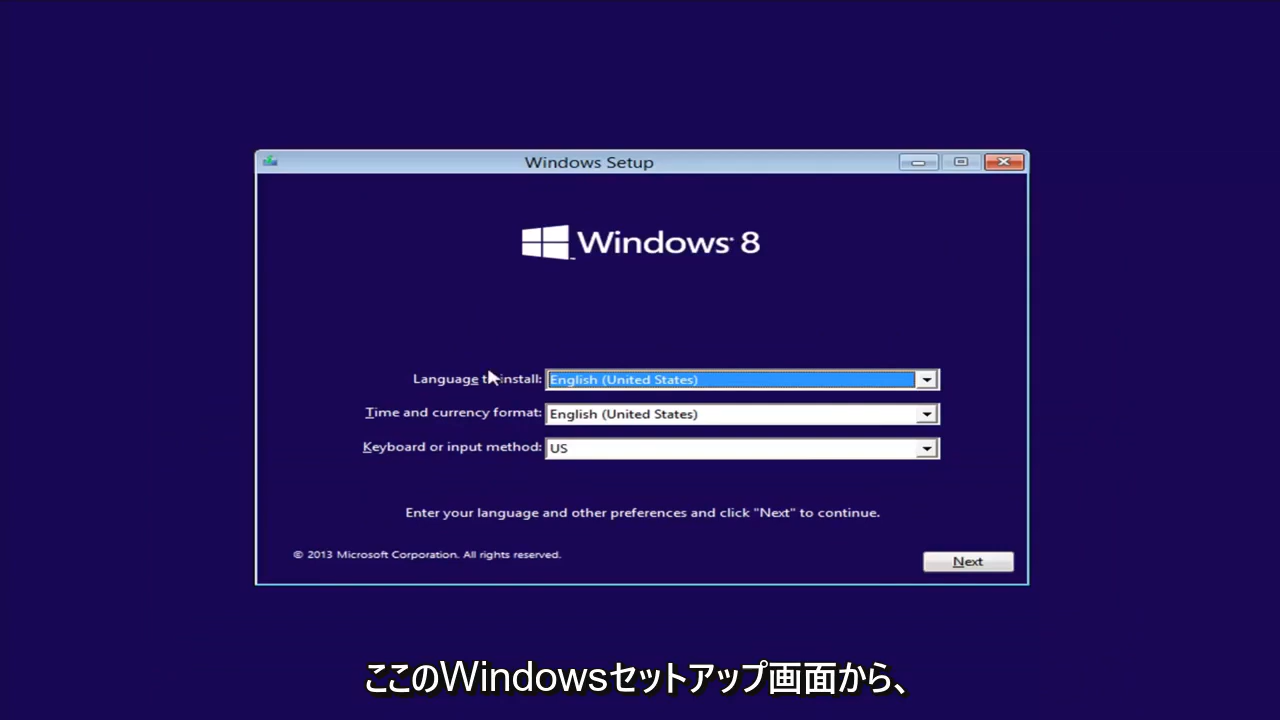 Windows Setup
Windows 8
Language to install: English (United States)
Time and currency format: English (United States)
Keyboard or input method: US
Enter your language and other preferences and click "Next" to continue.
© 2013 Microsoft Corporation. All rights reserved.
Next
ここのWindowsセットアップ画面から、